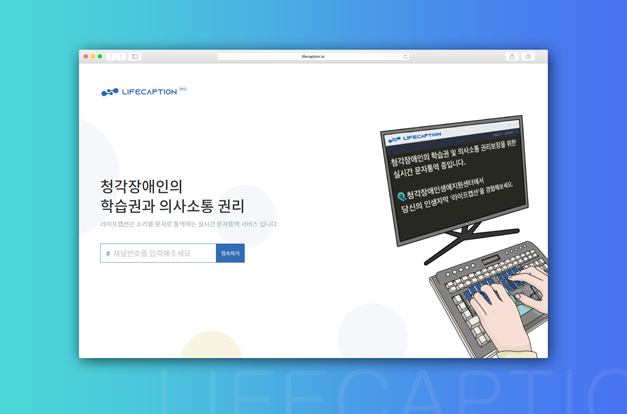 lifecaption.kr
LIFECAPTION
청각장애인의
학습권과 의사소통 권리
라이프캡션은 소리를 문자로 통역하는 실시간 문자통역 서비스 입니다.
# 채널번호를 입력해주세요
접속하기
LIFECAPTION
청각장애인의 학습권 및 의사소통 권리보장을 위한
실시간 문자통역 중입니다.
청각장애인생애지원센터에서
당신의 인생자막 '라이프캡션'을 경험해보세요.
LIFECAPTIO